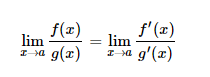 lim_{x→a} f(x)/g(x) = lim_{x→a} f′(x)/g′(x)